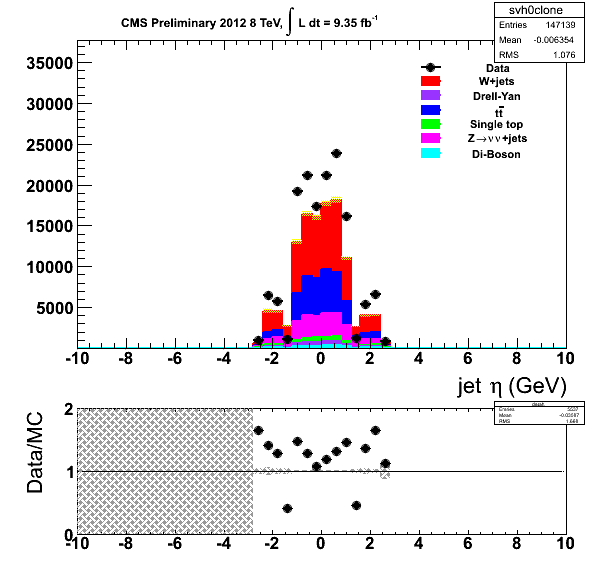 svh0clone
CMS Preliminary 2012 8 TeV, ∫ L dt = 9.35 fb⁻¹
Entries 147139
Mean -0.006354
RMS 1.076
35000
30000
25000
20000
15000
10000
5000
Data
W+jets
Drell-Yan
tt̅
Single top
Z→νν+jets
Di-Boson
-10 -8 -6 -4 -2 0 2 4 6 8 10
jet η (GeV)
Entries
Mean
RMS
Data/MC
2
1
0
-10 -8 -6 -4 -2 0 2 4 6 8 10